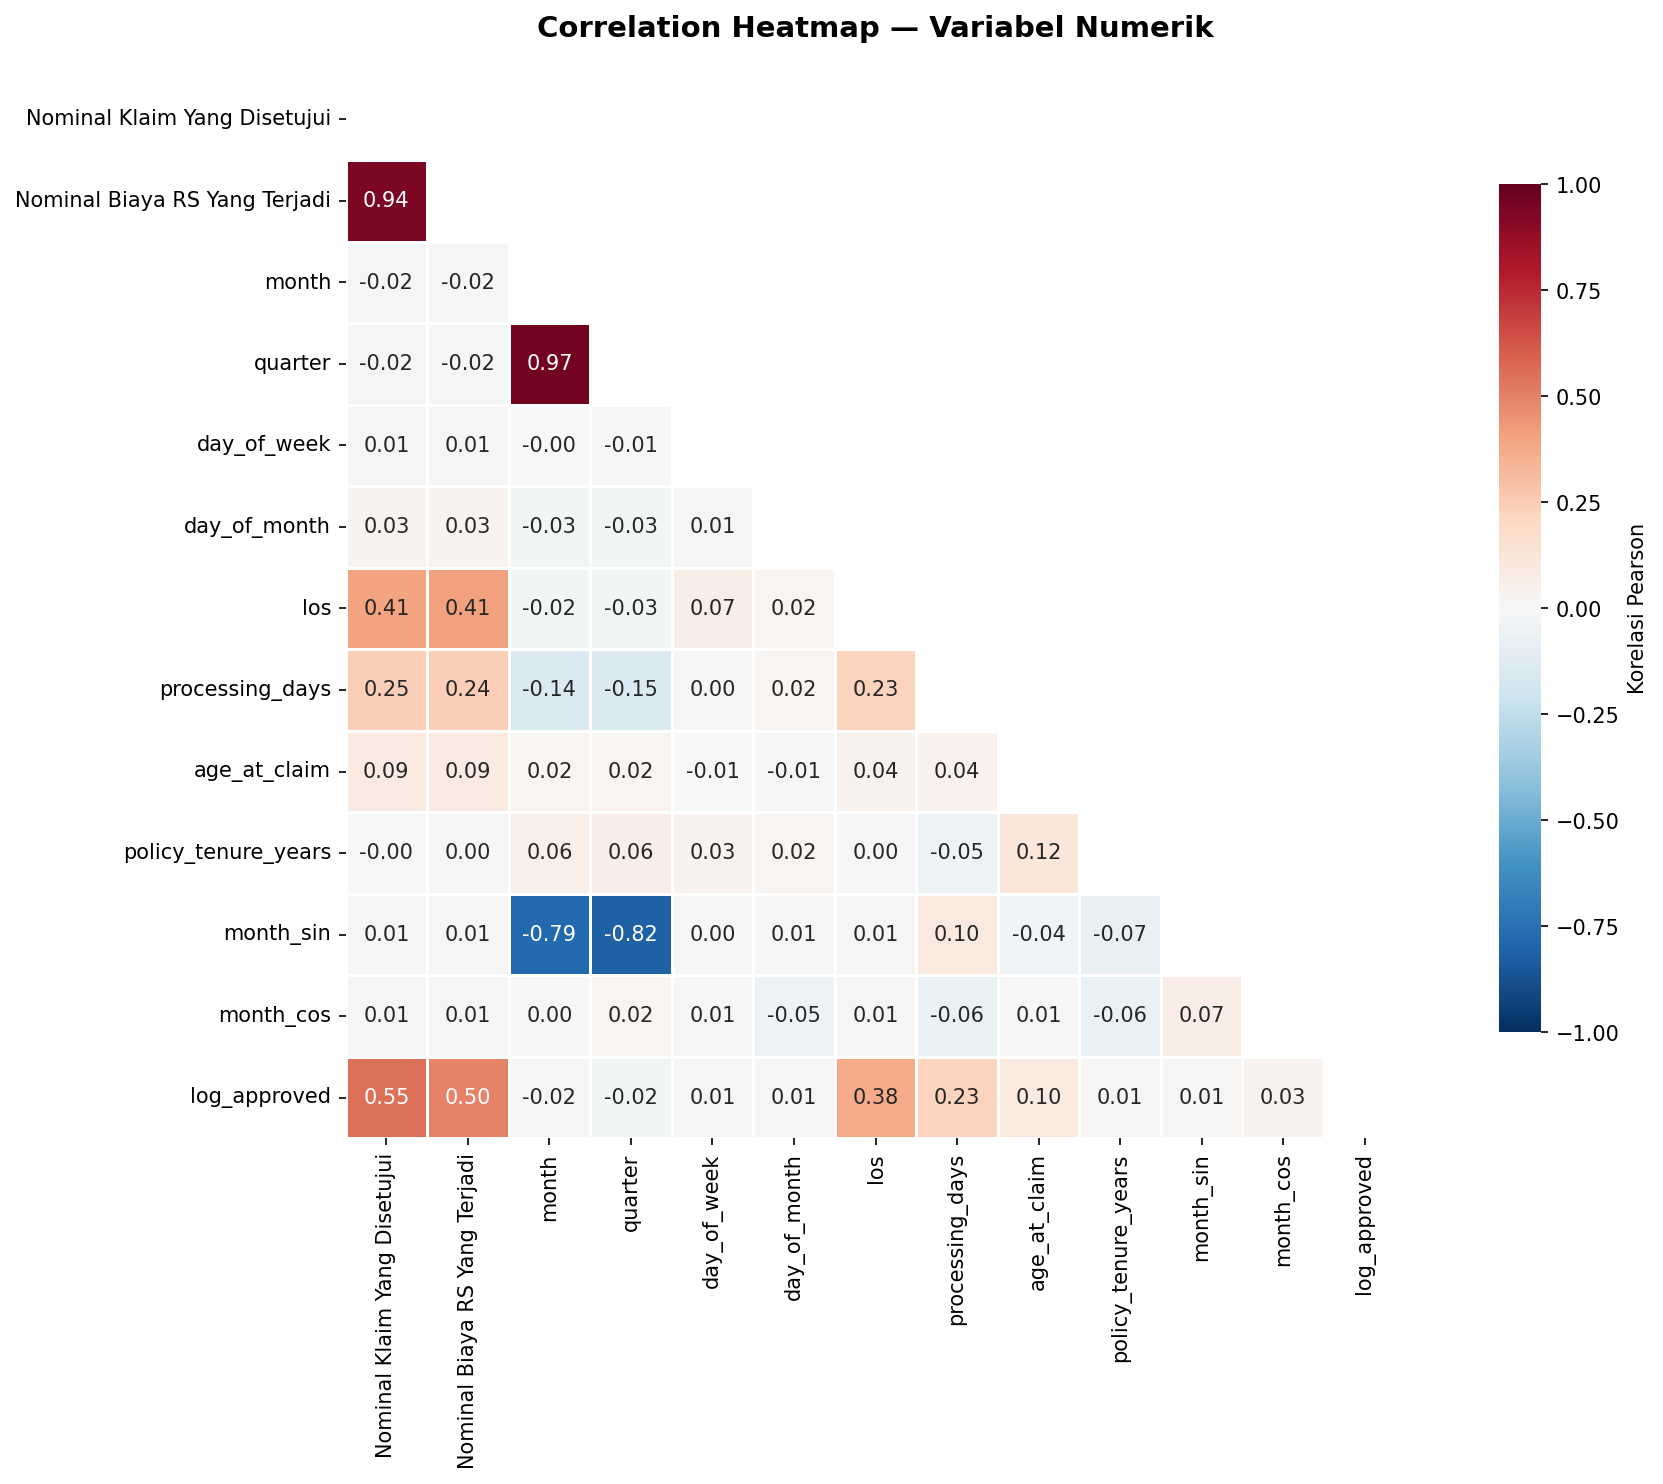 Correlation Heatmap — Variabel Numerik
Nominal Klaim Yang Disetujui
Nominal Biaya RS Yang Terjadi 0.94
month -0.02 -0.02
quarter -0.02 -0.02 0.97
day_of_week 0.01 0.01 -0.00 -0.01
day_of_month 0.03 0.03 -0.03 -0.03 0.01
los 0.41 0.41 -0.02 -0.03 0.07 0.02
processing_days 0.25 0.24 -0.14 -0.15 0.00 0.02 0.23
age_at_claim 0.09 0.09 0.02 0.02 -0.01 -0.01 0.04 0.04
policy_tenure_years -0.00 0.00 0.06 0.06 0.03 0.02 0.00 -0.05 0.12
month_sin 0.01 0.01 -0.79 -0.82 0.00 0.01 0.01 0.10 -0.04 -0.07
month_cos 0.01 0.01 0.00 0.02 0.01 -0.05 0.01 -0.06 0.01 -0.06 0.07
log_approved 0.55 0.50 -0.02 -0.02 0.01 0.01 0.38 0.23 0.10 0.01 0.01 0.03
Nominal Klaim Yang Disetujui
Nominal Biaya RS Yang Terjadi
month
quarter
day_of_week
day_of_month
los
processing_days
age_at_claim
policy_tenure_years
month_sin
month_cos
log_approved
1.00
0.75
0.50
0.25
0.00
−0.25
−0.50
−0.75
−1.00
Korelasi Pearson